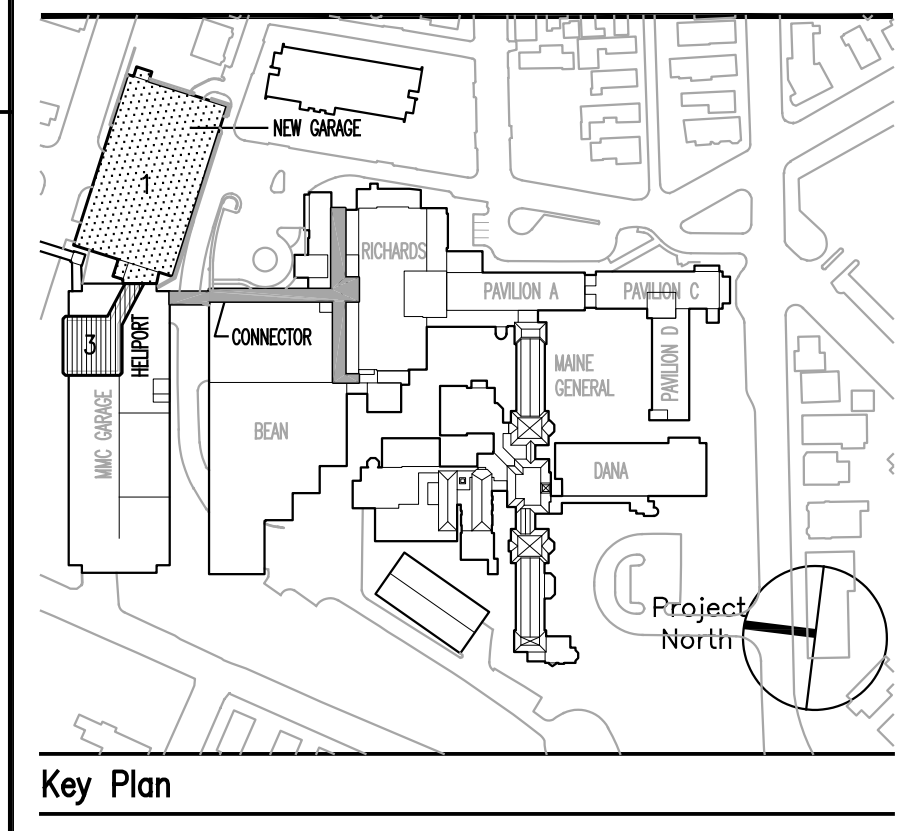 NEW GARAGE
1
RICHARDS
PAVILION A
PAVILION C
CONNECTOR
3
HELIPORT
MAINE
GENERAL
PAVILION D
MMC GARAGE
BEAN
DANA
Project
North
Key Plan